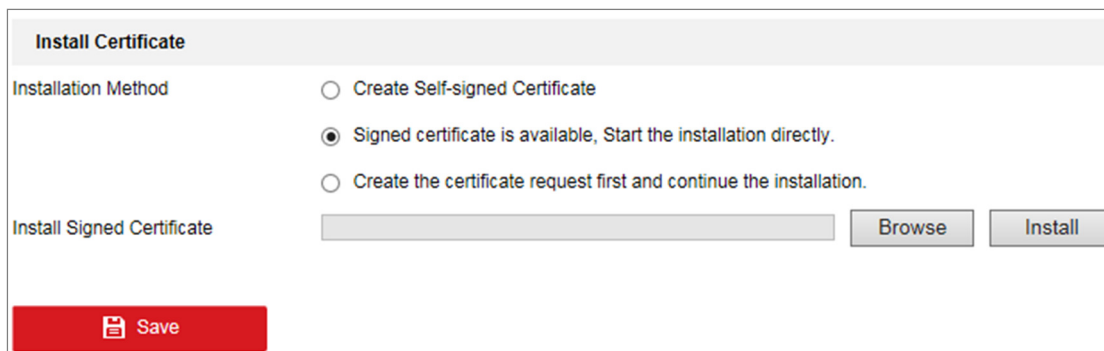 Install Certificate
Installation Method
Create Self-signed Certificate
Signed certificate is available, Start the installation directly.
Create the certificate request first and continue the installation.
Install Signed Certificate
Browse
Install
Save